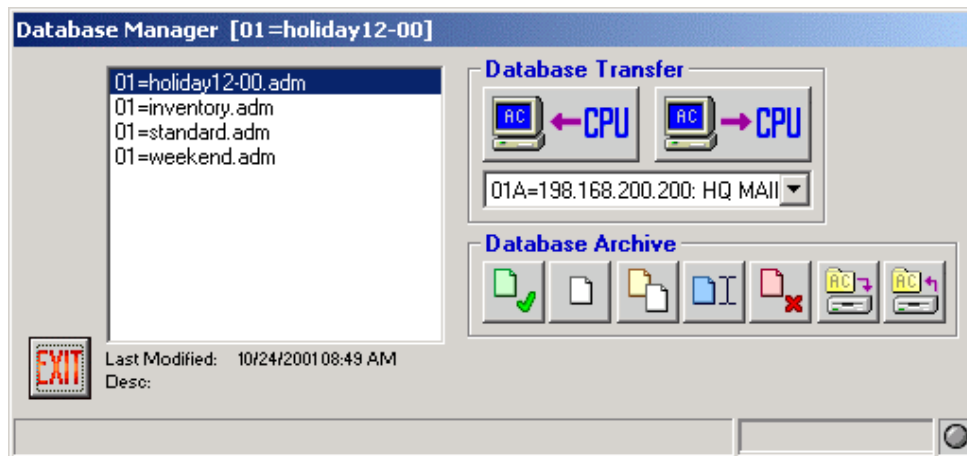 Database Manager [01=holiday12-00]
01=holiday12-00.adm
01=inventory.adm
01=standard.adm
01=weekend.adm
Database Transfer
AC CPU
AC CPU
01A=198.168.200.200: HQ MAII
Database Archive
AC
AC
EXIT
Last Modified: 10/24/2001 08:49 AM
Desc: